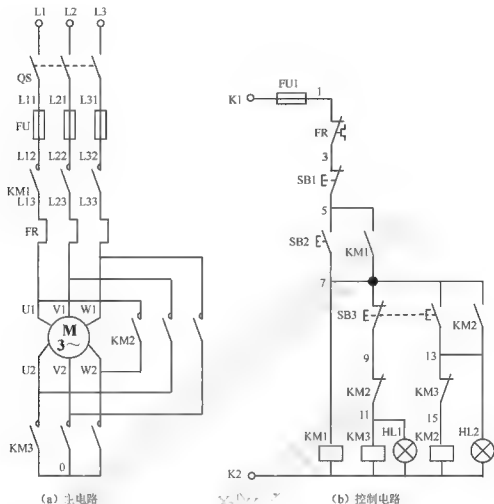 L1 L2 L3
QS
L11 L21 L31
FU
L12 L22 L32
KM1
L13 L23 L33
FR
U1 V1 W1
M
3～
KM2
U2 V2 W2
KM3
0
(a) 主电路
K1
FU1
1
FR
3
SB1
5
SB2
KM1
7
SB3
KM2
9
13
KM2
KM3
11
15
HL1
HL2
KM1
KM3
KM2
K2
(b) 控制电路